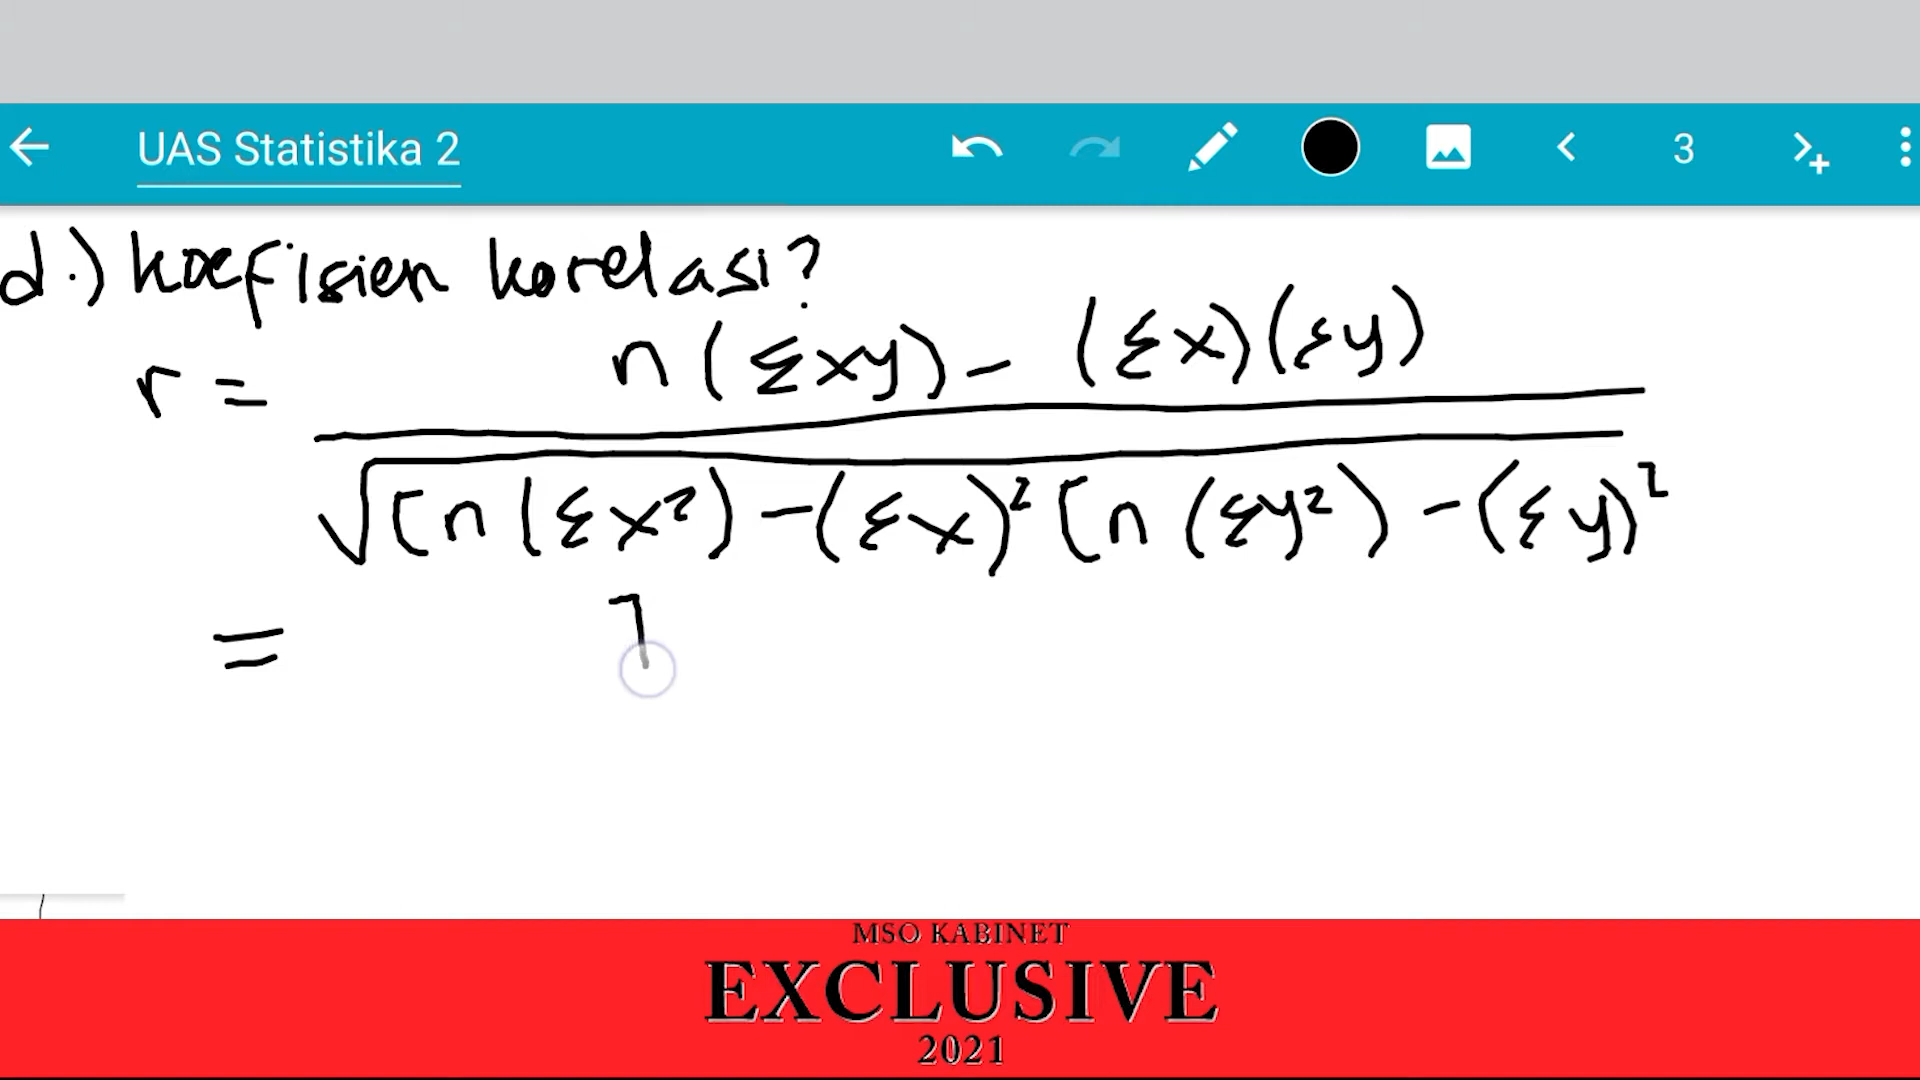 UAS Statistika 2
3
d.) koefisien korelasi?
r = n(Σxy) - (Σx)(Σy)
√[n(Σx²) - (Σx)² [n(Σy²) - (Σy)²
= 7
MSO KABINET
EXCLUSIVE
2021